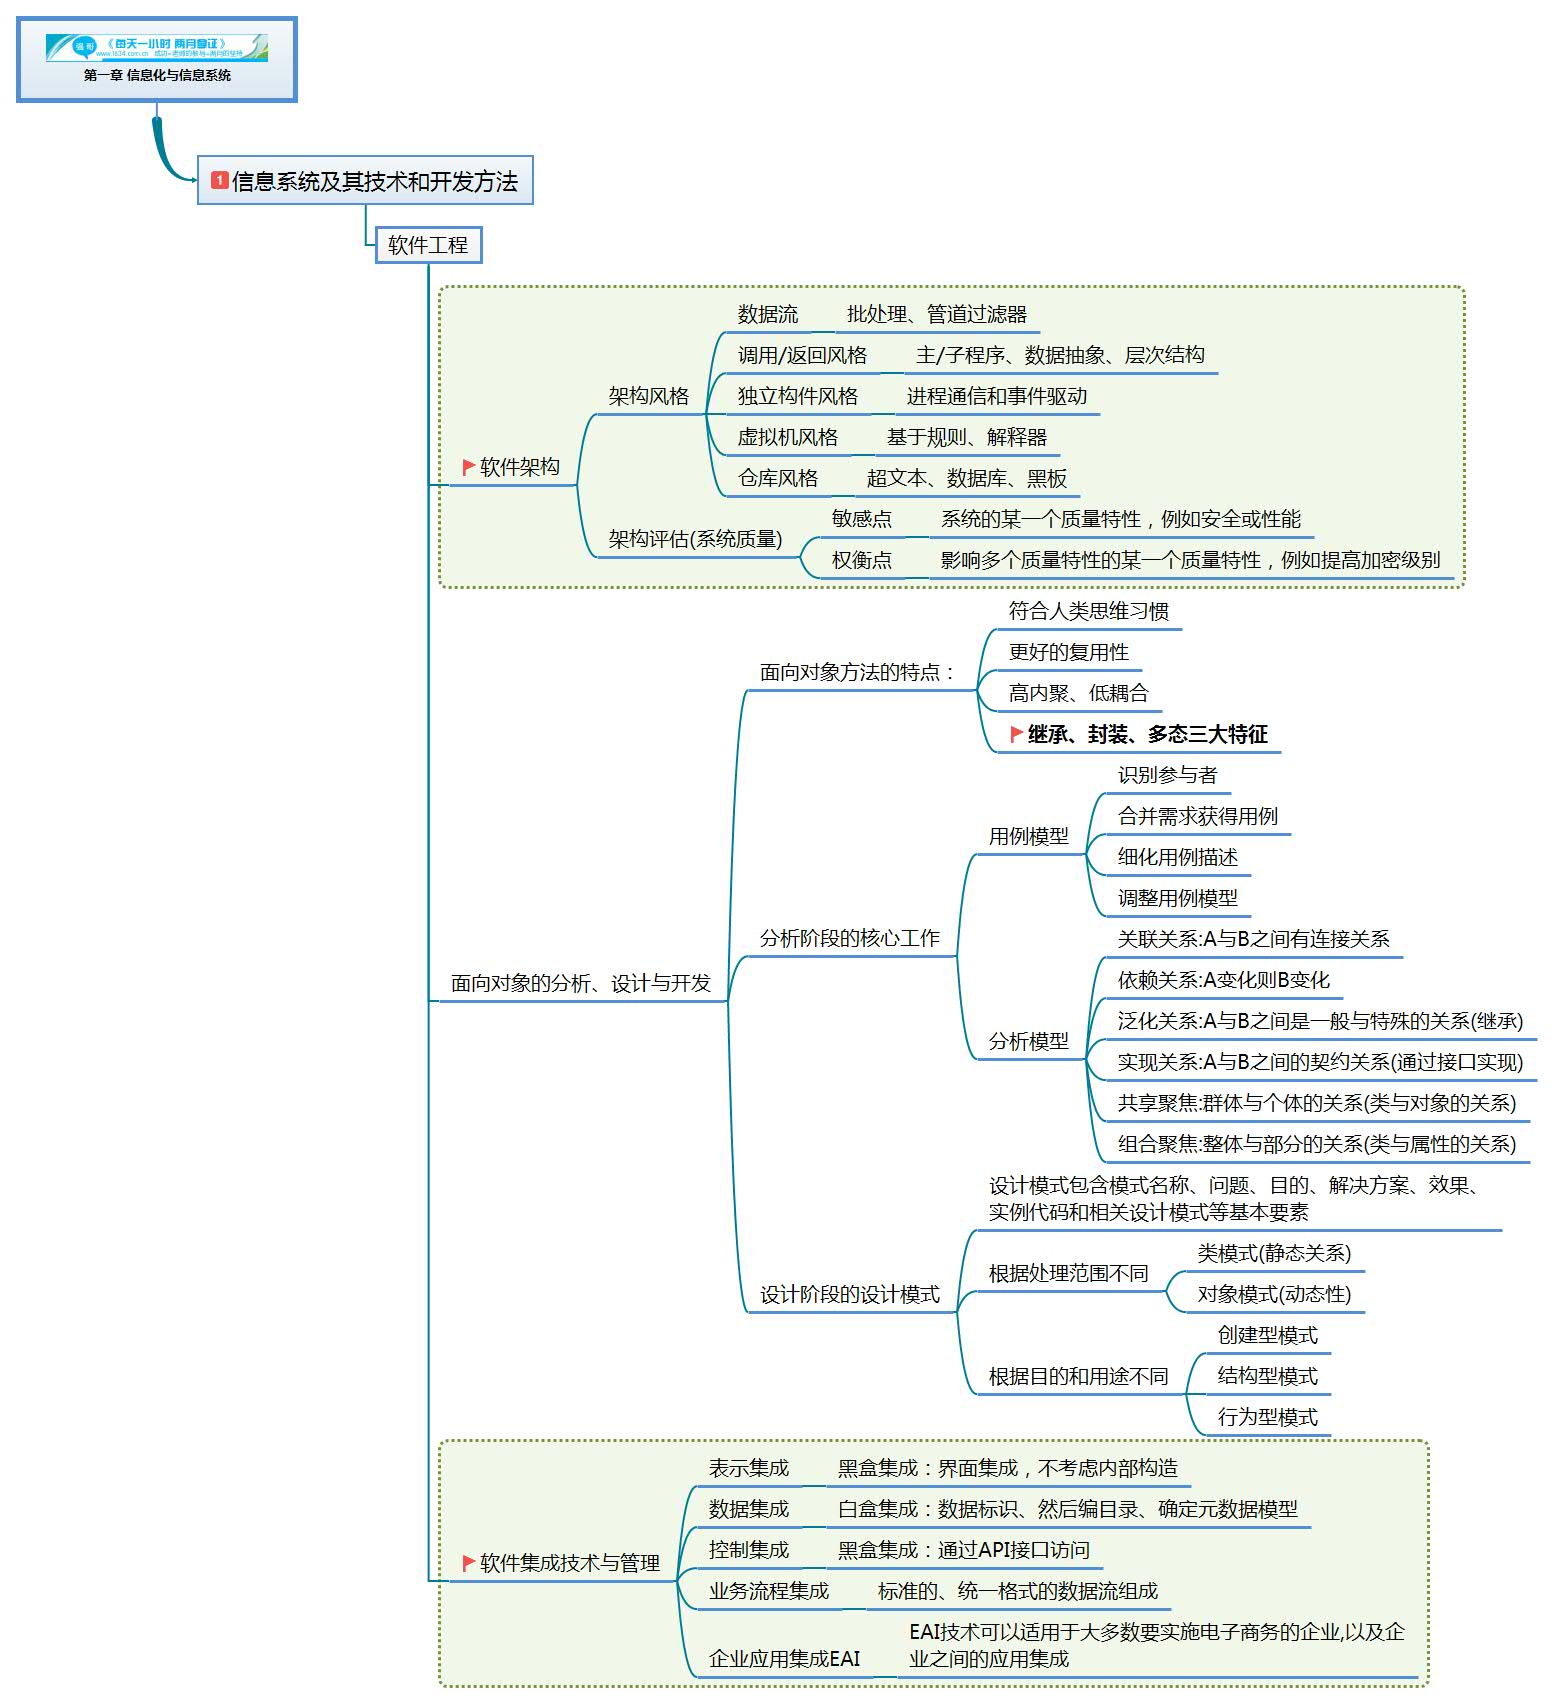 强哥
《每天一小时 两月拿证》
www.1634.com.cn
第一章 信息化与信息系统
1 信息系统及其技术和开发方法
软件工程
软件架构
架构风格
数据流
批处理、管道过滤器
调用/返回风格
主/子程序、数据抽象、层次结构
独立构件风格
进程通信和事件驱动
虚拟机风格
基于规则、解释器
仓库风格
超文本、数据库、黑板
架构评估(系统质量)
敏感点
系统的某一个质量特性，例如安全或性能
权衡点
影响多个质量特性的某一个质量特性，例如提高加密级别
面向对象的分析、设计与开发
面向对象方法的特点：
符合人类思维习惯
更好的复用性
高内聚、低耦合
继承、封装、多态三大特征
分析阶段的核心工作
用例模型
识别参与者
合并需求获得用例
细化用例描述
调整用例模型
分析模型
关联关系:A与B之间有连接关系
依赖关系:A变化则B变化
泛化关系:A与B之间是一般与特殊的关系(继承)
实现关系:A与B之间的契约关系(通过接口实现)
共享聚焦:群体与个体的关系(类与对象的关系)
组合聚焦:整体与部分的关系(类与属性的关系)
设计阶段的设计模式
设计模式包含模式名称、问题、目的、解决方案、效果、
实例代码和相关设计模式等基本要素
根据处理范围不同
类模式(静态关系)
对象模式(动态性)
根据目的和用途不同
创建型模式
结构型模式
行为型模式
软件集成技术与管理
表示集成
黑盒集成：界面集成，不考虑内部构造
数据集成
白盒集成：数据标识、然后编目录、确定元数据模型
控制集成
黑盒集成：通过API接口访问
业务流程集成
标准的、统一格式的数据流组成
企业应用集成EAI
EAI技术可以适用于大多数要实施电子商务的企业,以及企
业之间的应用集成